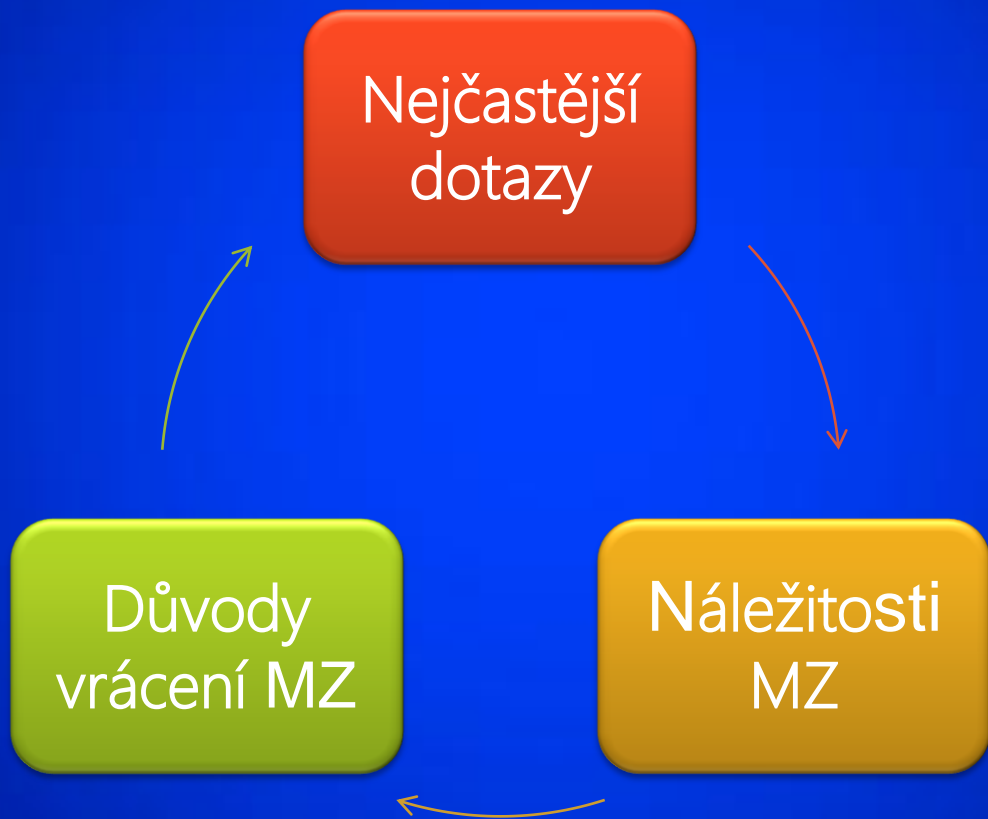 Nejčastější
dotazy
Důvody
vrácení MZ
Náležitosti
MZ